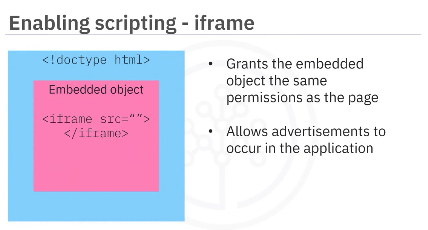 Enabling scripting - iframe
<!doctype html>
Embedded object
<iframe src=“”>
</iframe>
• Grants the embedded
object the same
permissions as the page
• Allows advertisements to
occur in the application